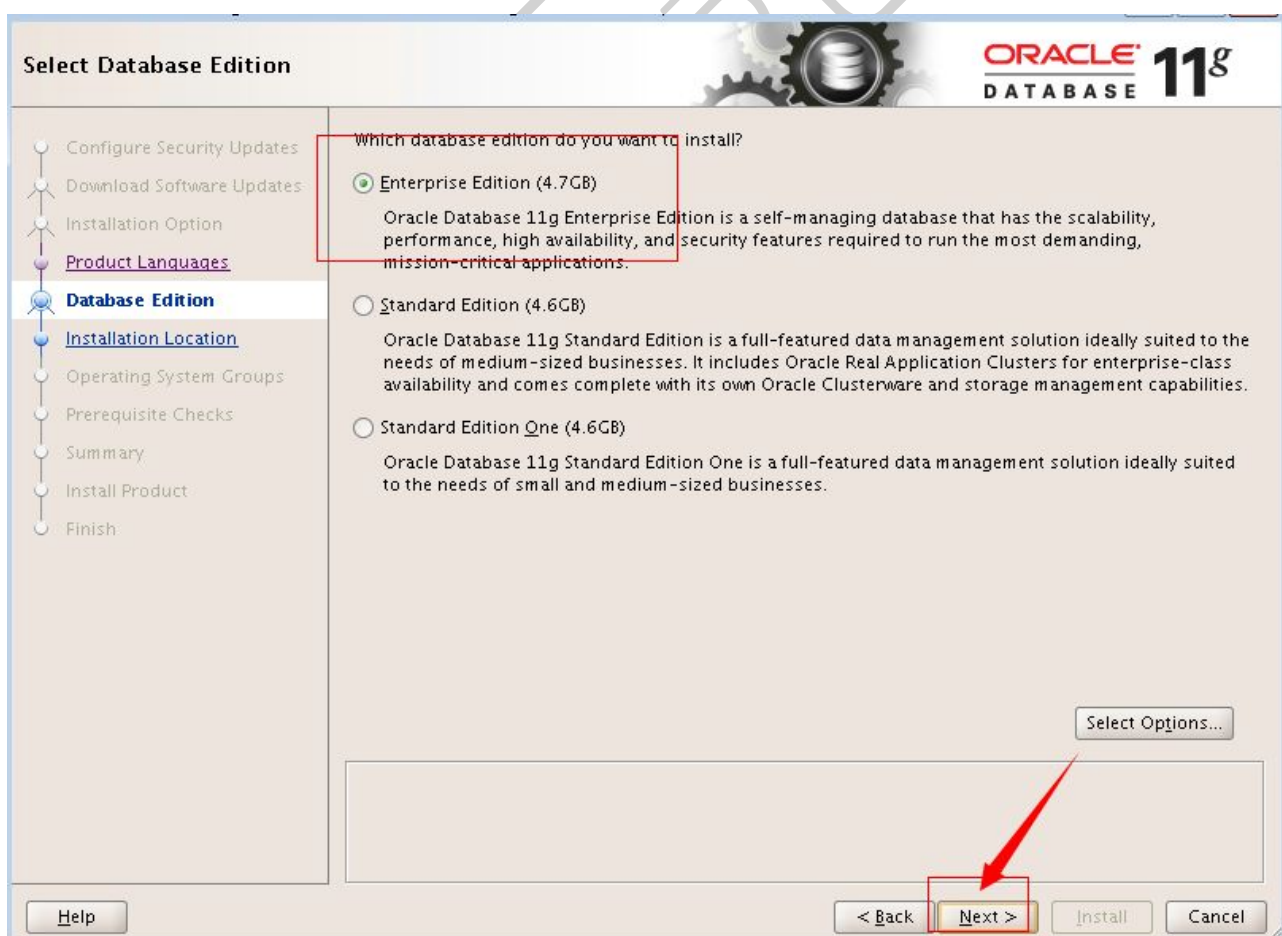 Select Database Edition
ORACLE
DATABASE
11g
Configure Security Updates
Download Software Updates
Installation Option
Product Languages
Database Edition
Installation Location
Operating System Groups
Prerequisite Checks
Summary
Install Product
Finish
Which database edition do you want to install?
Enterprise Edition (4.7GB)
Oracle Database 11g Enterprise Edition is a self-managing database that has the scalability,
performance, high availability, and security features required to run the most demanding,
mission-critical applications.
Standard Edition (4.6GB)
Oracle Database 11g Standard Edition is a full-featured data management solution ideally suited to the
needs of medium-sized businesses. It includes Oracle Real Application Clusters for enterprise-class
availability and comes complete with its own Oracle Clusterware and storage management capabilities.
Standard Edition One (4.6GB)
Oracle Database 11g Standard Edition One is a full-featured data management solution ideally suited
to the needs of small and medium-sized businesses.
Select Options...
Help
< Back
Next >
Install
Cancel